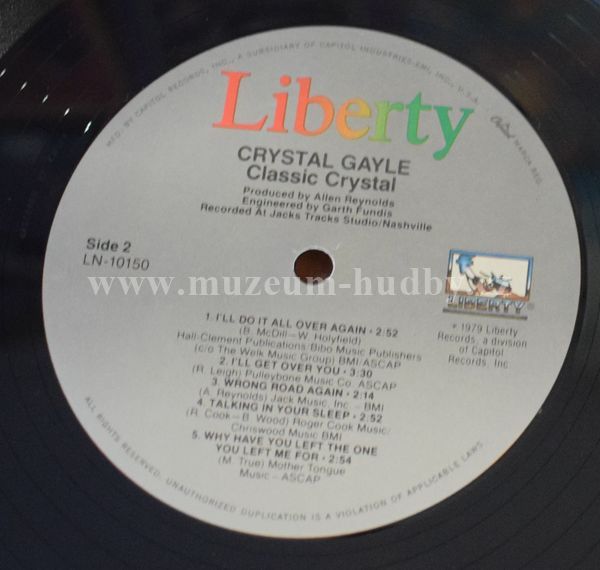 MFD. BY CAPITOL RECORDS, INC., A SUBSIDIARY OF CAPITOL INDUSTRIES-EMI, INC., U.S.A.
Capitol MARCA REG.
Liberty
CRYSTAL GAYLE
Classic Crystal
Produced by Allen Reynolds
Engineered by Garth Fundis
Recorded At Jacks Tracks Studio/Nashville
Side 2
LN-10150
www.muzeum-hudby
LIBERTY
1979 Liberty
Records, a division
of Capitol
Records Inc
1. I'LL DO IT ALL OVER AGAIN - 2:52
(B. McDill-W. Holyfield)
Hall-Clement Publications/Bibo Music Publishers
(c/o The Welk Music Group) BMI/ASCAP
2. I'LL GET OVER YOU - 3:30
(R. Leigh) Pulleybone Music Co. ASCAP
3. WRONG ROAD AGAIN - 2:14
(A. Reynolds) Jack Music, Inc. - BMI
4. TALKING IN YOUR SLEEP - 2:52
(R. Cook-B. Wood) Roger Cook Music/
Chriswood Music BMI
5. WHY HAVE YOU LEFT THE ONE
YOU LEFT ME FOR - 2:54
(M. True) Mother Tongue
Music - ASCAP
ALL RIGHTS RESERVED. UNAUTHORIZED DUPLICATION IS A VIOLATION OF APPLICABLE LAWS.